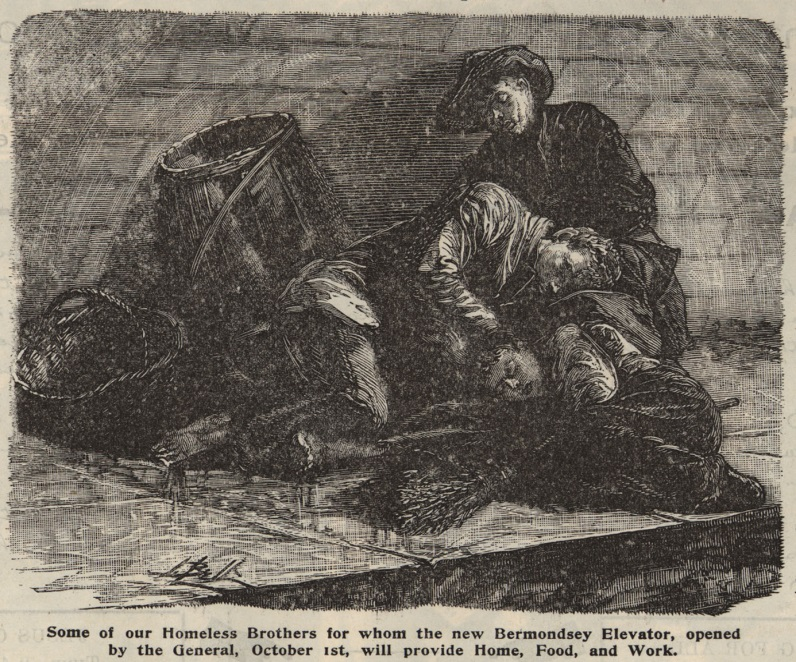 Some of our Homeless Brothers for whom the new Bermondsey Elevator, opened
by the General, October 1st, will provide Home, Food, and Work.